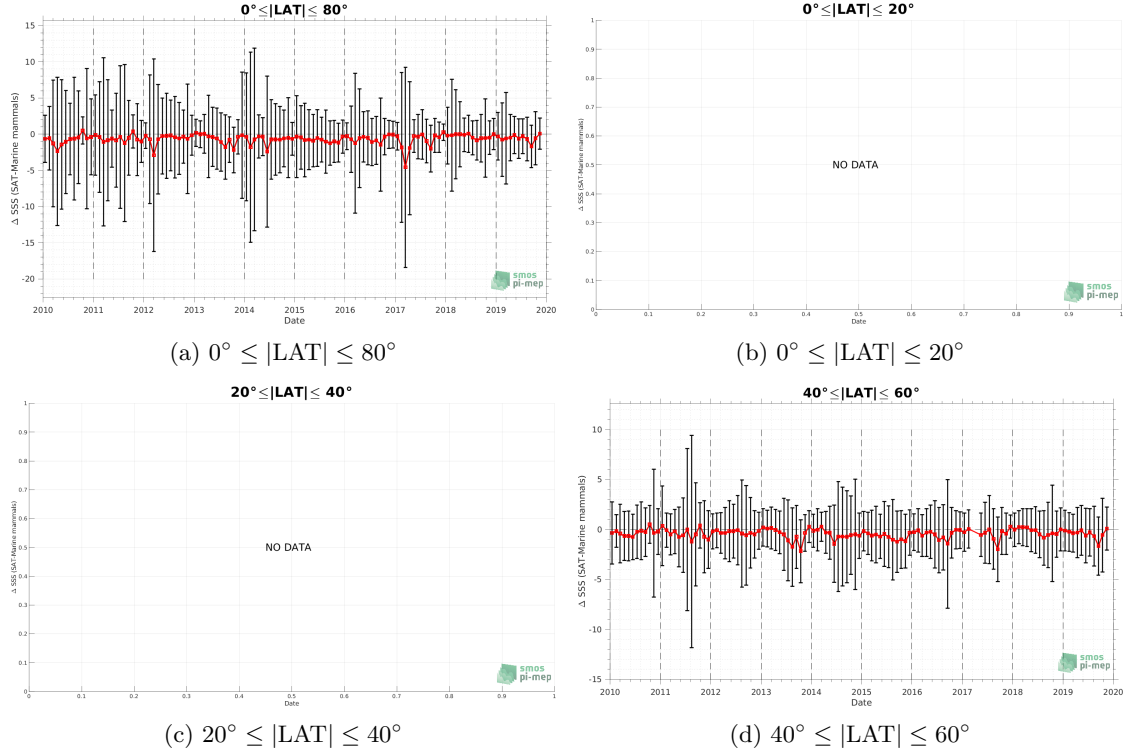 0°≤|LAT|≤ 80°
15
10
5
0
-5
-10
-15
-20
Δ SSS (SAT-Marine mammals)
2010 2011 2012 2013 2014 2015 2016 2017 2018 2019 2020
Date
smos
pi-mep
(a) 0° ≤ |LAT| ≤ 80°
0°≤|LAT|≤ 20°
1
0.9
0.8
0.7
0.6
0.5
0.4
0.3
0.2
0.1
0
Δ SSS (SAT-Marine mammals)
NO DATA
0 0.1 0.2 0.3 0.4 0.5 0.6 0.7 0.8 0.9 1
Date
smos
pi-mep
(b) 0° ≤ |LAT| ≤ 20°
20°≤|LAT|≤ 40°
1
0.9
0.8
0.7
0.6
0.5
0.4
0.3
0.2
0.1
0
Δ SSS (SAT-Marine mammals)
NO DATA
0 0.1 0.2 0.3 0.4 0.5 0.6 0.7 0.8 0.9 1
Date
smos
pi-mep
(c) 20° ≤ |LAT| ≤ 40°
40°≤|LAT|≤ 60°
10
5
0
-5
-10
-15
Δ SSS (SAT-Marine mammals)
2010 2011 2012 2013 2014 2015 2016 2017 2018 2019 2020
Date
smos
pi-mep
(d) 40° ≤ |LAT| ≤ 60°